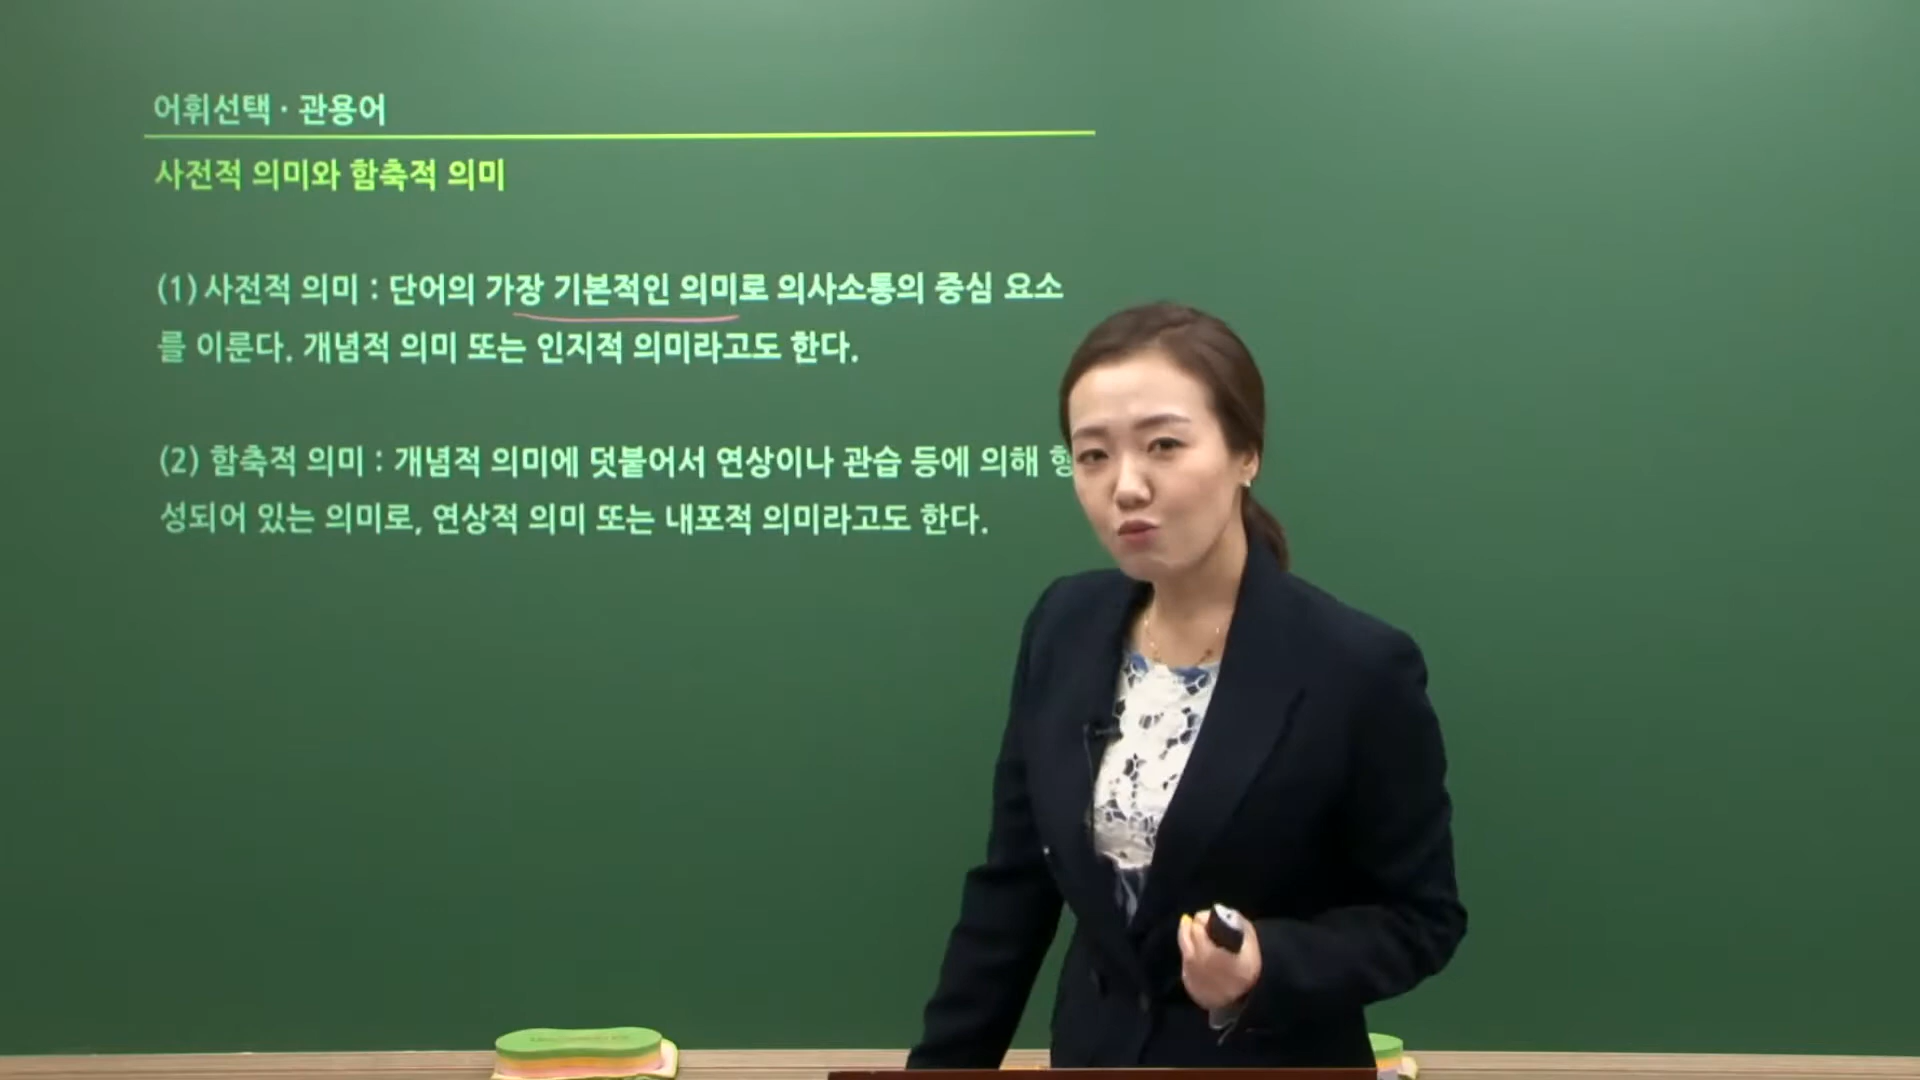 어휘선택 · 관용어
사전적 의미와 함축적 의미
(1) 사전적 의미 : 단어의 가장 기본적인 의미로 의사소통의 중심 요소
를 이룬다. 개념적 의미 또는 인지적 의미라고도 한다.
(2) 함축적 의미 : 개념적 의미에 덧붙어서 연상이나 관습 등에 의해 형
성되어 있는 의미로, 연상적 의미 또는 내포적 의미라고도 한다.